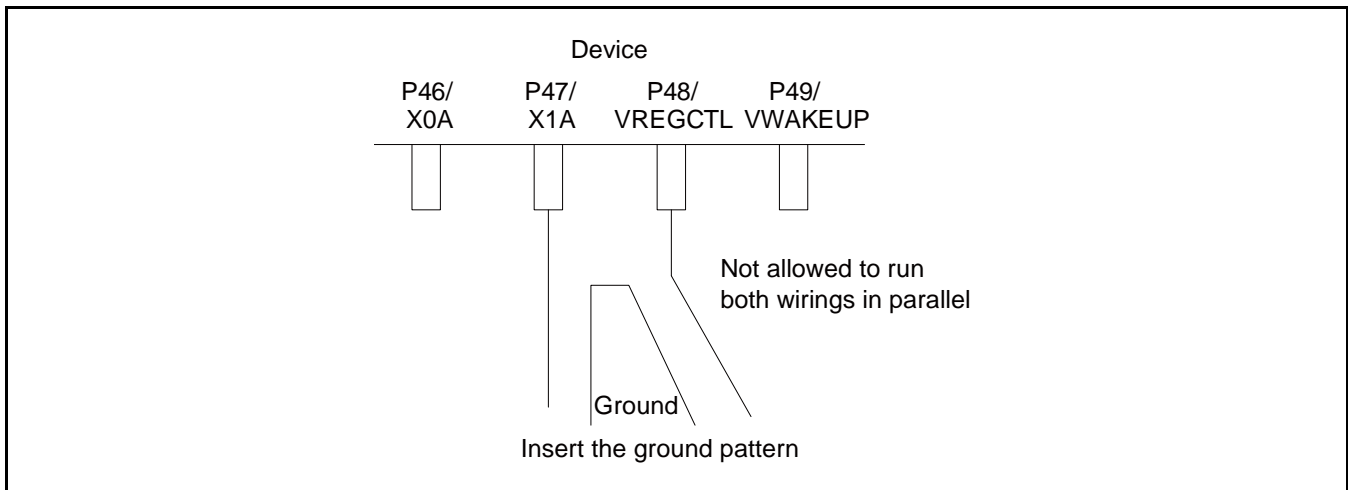 Device
P46/ P47/ P48/ P49/
X0A X1A VREGCTL VWAKEUP
Not allowed to run
both wirings in parallel
Ground
Insert the ground pattern